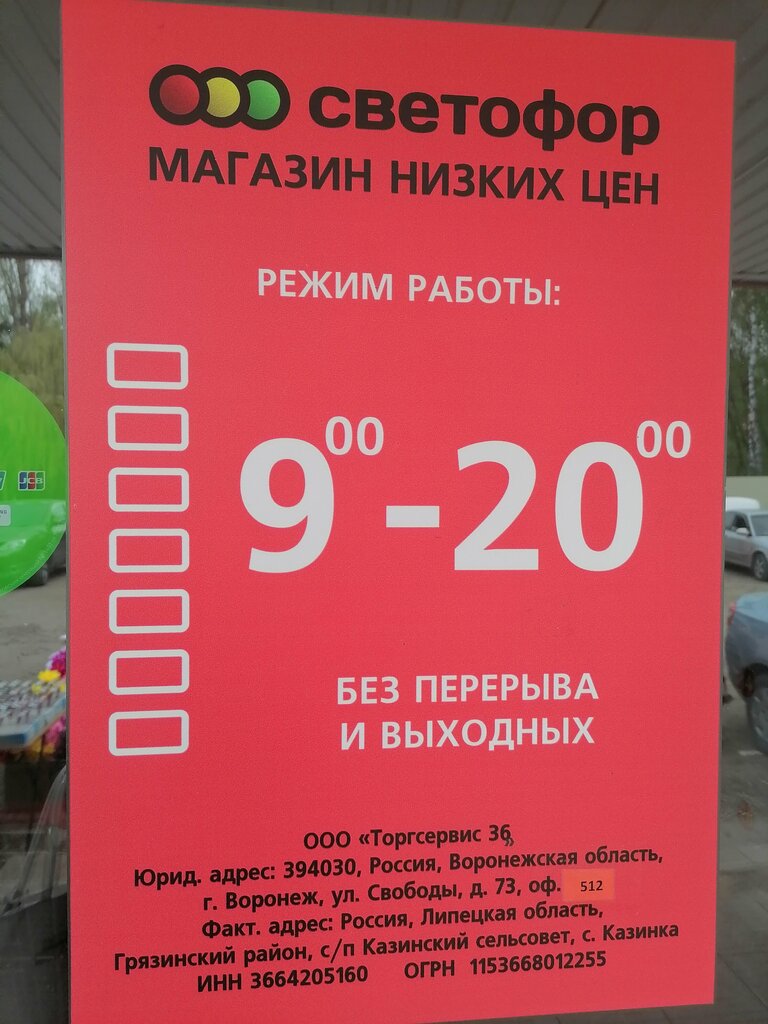 светофор
МАГАЗИН НИЗКИХ ЦЕН
РЕЖИМ РАБОТЫ:
9⁰⁰-20⁰⁰
БЕЗ ПЕРЕРЫВА
И ВЫХОДНЫХ
ООО «Торгсервис 36»
Юрид. адрес: 394030, Россия, Воронежская область,
г. Воронеж, ул. Свободы, д. 73, оф. 512
Факт. адрес: Россия, Липецкая область,
Грязинский район, с/п Казинский сельсовет, с. Казинка
ИНН 3664205160 ОГРН 1153668012255
JCB